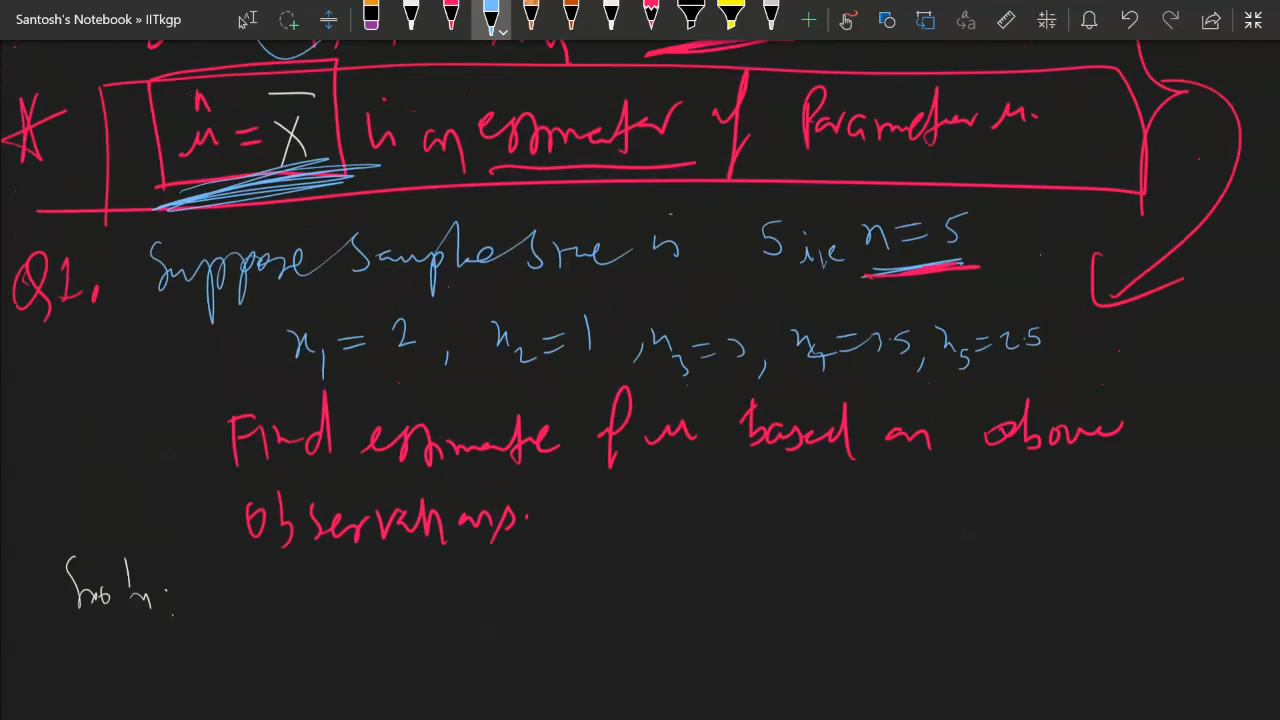 Santosh's Notebook » IITkgp
μ̂ = X̄ is an estimator of Parameter μ.
Q1. Suppose Sample Size is 5 i.e n = 5
x₁ = 2, x₂ = 1, x₃ = 3, x₄ = 3.5, x₅ = 2.5
Find estimate of μ based on above
observations.
Soln: